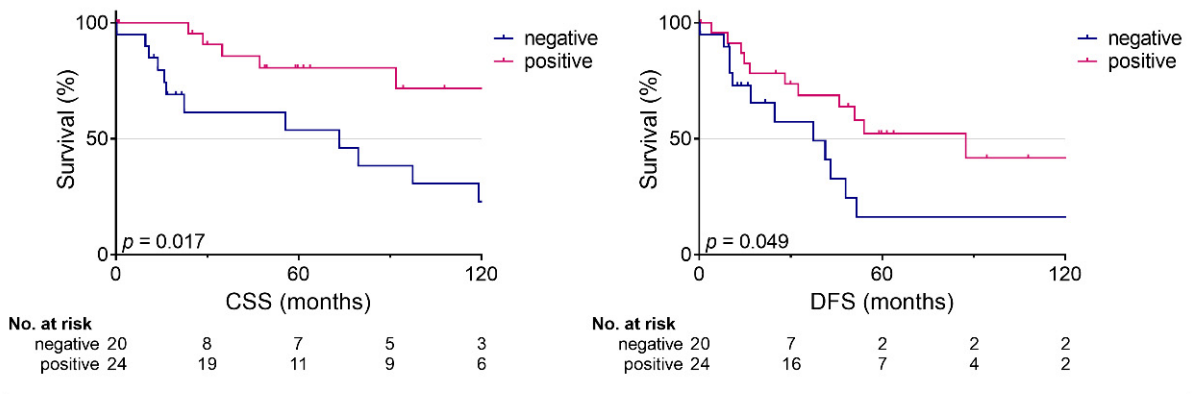 100
50
0
Survival (%)
negative
positive
p = 0.017
0 60 120
CSS (months)
No. at risk
negative 20 8 7 5 3
positive 24 19 11 9 6
100
50
0
Survival (%)
negative
positive
p = 0.049
0 60 120
DFS (months)
No. at risk
negative 20 7 2 2 2
positive 24 16 7 4 2